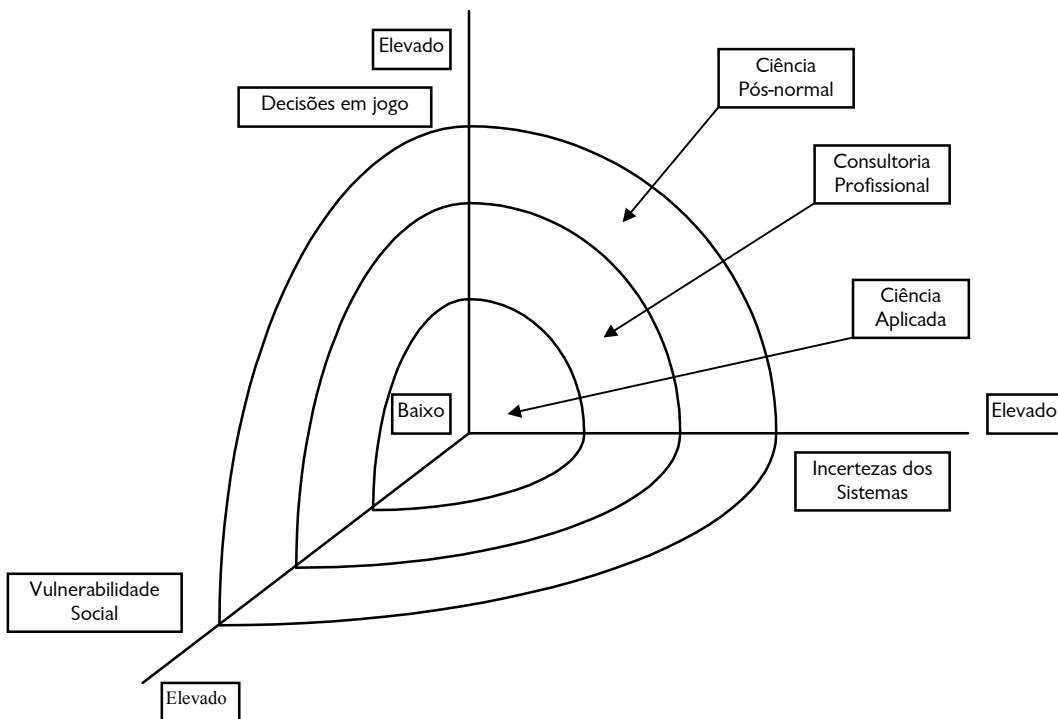 Elevado
Decisões em jogo
Ciência
Pós-normal
Consultoria
Profissional
Ciência
Aplicada
Baixo
Elevado
Incertezas dos
Sistemas
Vulnerabilidade
Social
Elevado